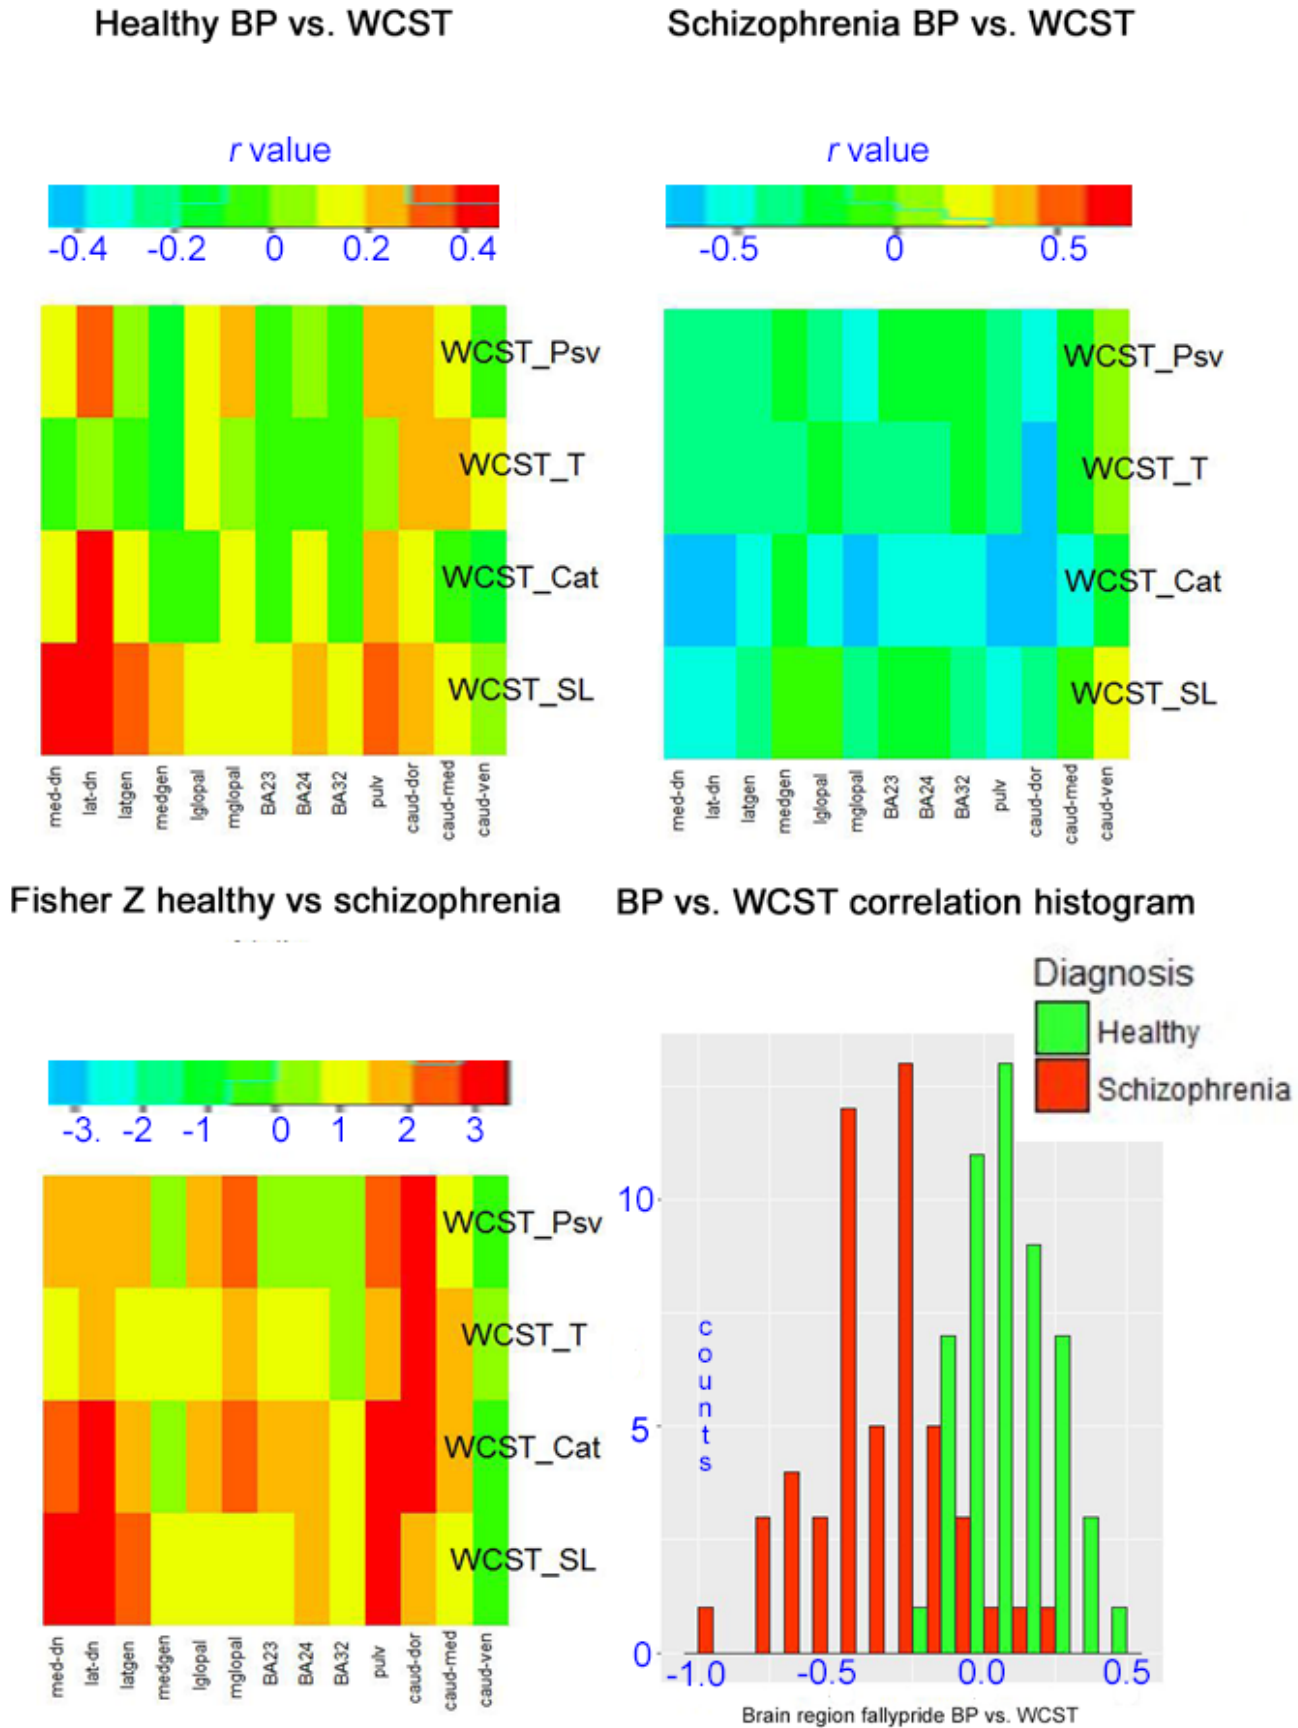 Healthy BP vs. WCST
Schizophrenia BP vs. WCST
r value
-0.4 -0.2 0 0.2 0.4
r value
-0.5 0 0.5
WCST_Psv
WCST_T
WCST_Cat
WCST_SL
med-dn lat-dn latgen medgen lglopal mglopal BA23 BA24 BA32 pulv caud-dor caud-med caud-ven
WCST_Psv
WCST_T
WCST_Cat
WCST_SL
med-dn lat-dn latgen medgen lglopal mglopal BA23 BA24 BA32 pulv caud-dor caud-med caud-ven
Fisher Z healthy vs schizophrenia
-3. -2 -1 0 1 2 3
WCST_Psv
WCST_T
WCST_Cat
WCST_SL
med-dn lat-dn latgen medgen lglopal mglopal BA23 BA24 BA32 pulv caud-dor caud-med caud-ven
BP vs. WCST correlation histogram
Diagnosis
Healthy
Schizophrenia
10
counts
5
0
-1.0 -0.5 0.0 0.5
Brain region fallypride BP vs. WCST